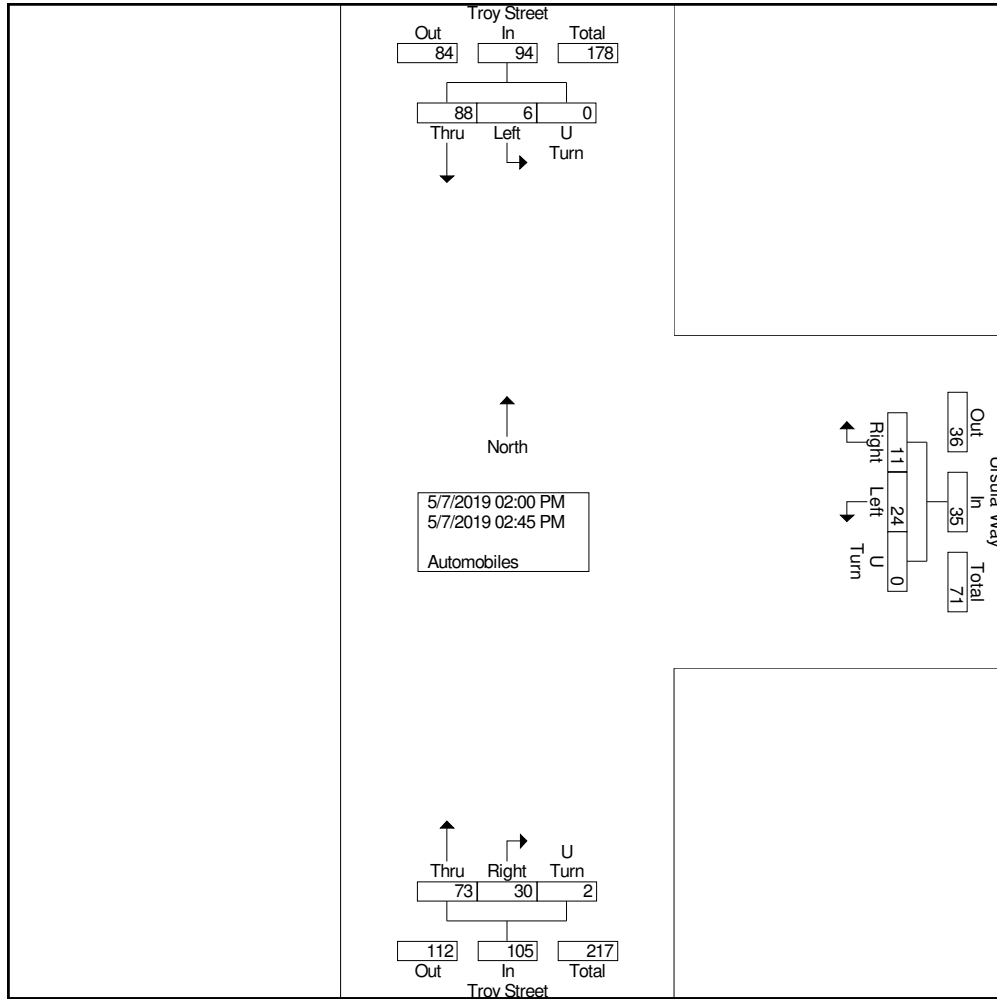 Troy Street
Out In Total
84 94 178
88 6 0
Thru Left U
Turn
North
5/7/2019 02:00 PM
5/7/2019 02:45 PM
Automobiles
Out In Total
36 35 71
Ursula Way
11 24 0
Right Left U
Turn
U
Thru Right Turn
73 30 2
112 105 217
Out In Total
Troy Street